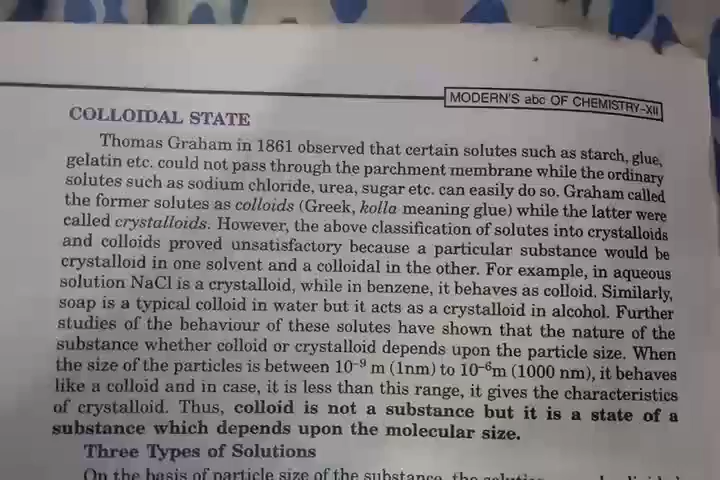 MODERN'S abc OF CHEMISTRY–XII
COLLOIDAL STATE
Thomas Graham in 1861 observed that certain solutes such as starch, glue,
gelatin etc. could not pass through the parchment membrane while the ordinary
solutes such as sodium chloride, urea, sugar etc. can easily do so. Graham called
the former solutes as colloids (Greek, kolla meaning glue) while the latter were
called crystalloids. However, the above classification of solutes into crystalloids
and colloids proved unsatisfactory because a particular substance would be
crystalloid in one solvent and a colloidal in the other. For example, in aqueous
solution NaCl is a crystalloid, while in benzene, it behaves as colloid. Similarly,
soap is a typical colloid in water but it acts as a crystalloid in alcohol. Further
studies of the behaviour of these solutes have shown that the nature of the
substance whether colloid or crystalloid depends upon the particle size. When
the size of the particles is between 10⁻⁹ m (1nm) to 10⁻⁶m (1000 nm), it behaves
like a colloid and in case, it is less than this range, it gives the characteristics
of crystalloid. Thus, colloid is not a substance but it is a state of a
substance which depends upon the molecular size.
Three Types of Solutions
On the basis of particle size of the substance, the